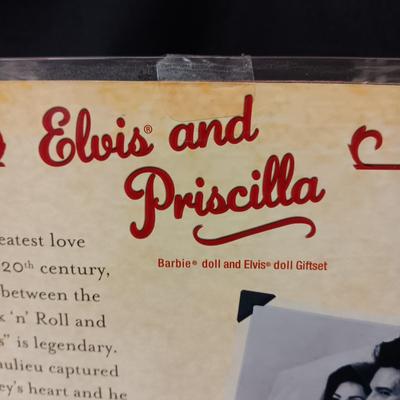 Elvis® and
Priscilla
Barbie® doll and Elvis® doll Giftset
eatest love
20th century,
between the
'n' Roll and
is legendary.
aulieu captured
ey's heart and he